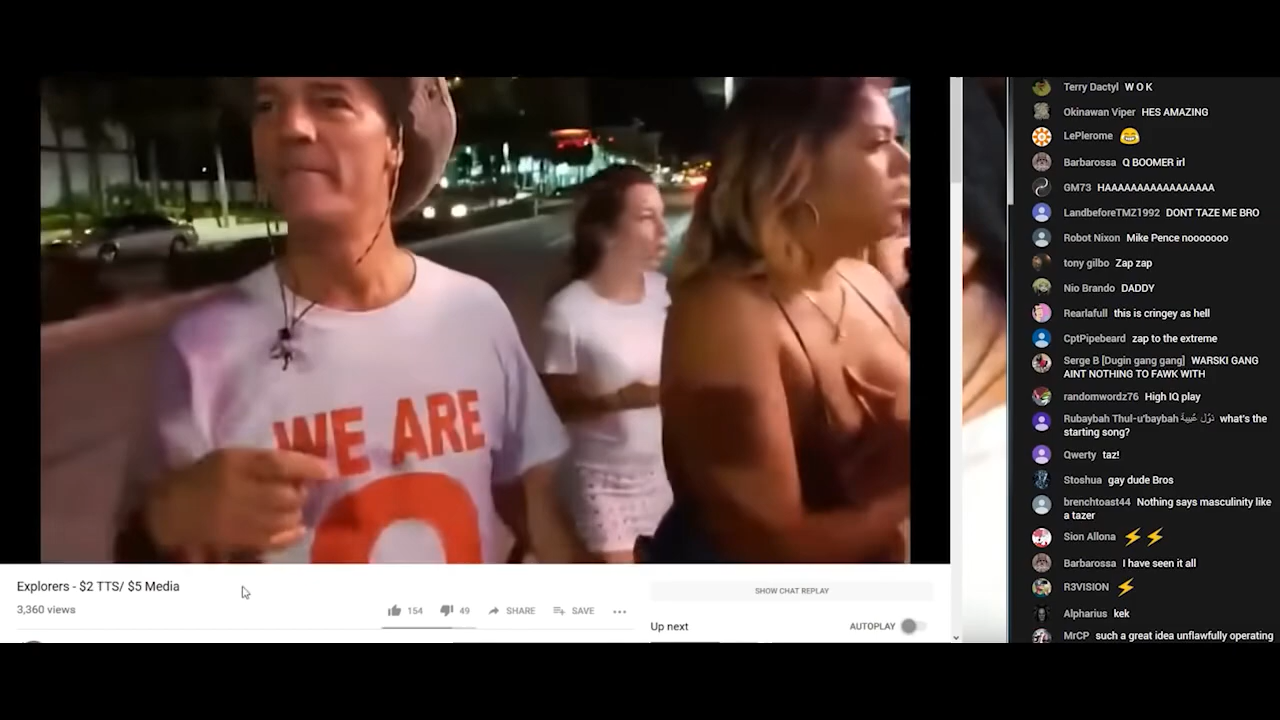 WE ARE
Q
Explorers - $2 TTS/ $5 Media
3,360 views
154
49
SHARE
SAVE
SHOW CHAT REPLAY
Up next
AUTOPLAY
Terry Dactyl W O K
Okinawan Viper HES AMAZING
LePlerome 😂
Barbarossa Q BOOMER irl
GM73 HAAAAAAAAAAAAAAAAA
LandbeforeTMZ1992 DONT TAZE ME BRO
Robot Nixon Mike Pence nooooooo
tony gilbo Zap zap
Nio Brando DADDY
Rearlafull this is cringey as hell
CptPipebeard zap to the extreme
Serge B [Dugin gang gang] WARSKI GANG
AINT NOTHING TO FAWK WITH
randomwordz76 High IQ play
Rubaybah Thul-u'baybah what's the
starting song?
Qwerty taz!
Stoshua gay dude Bros
brenchtoast44 Nothing says masculinity like
a tazer
Sion Allona ⚡⚡
Barbarossa I have seen it all
R3VISION ⚡
Alpharius kek
MrCP such a great idea unflawfully operating